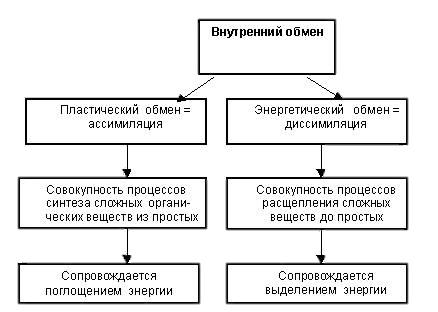 Внутренний обмен
Пластический обмен =
ассимиляция
Энергетический обмен =
диссимиляция
Совокупность процессов
синтеза сложных органи-
ческих веществ из простых
Совокупность процессов
расщепления сложных
веществ до простых
Сопровождается
поглощением энергии
Сопровождается
выделением энергии